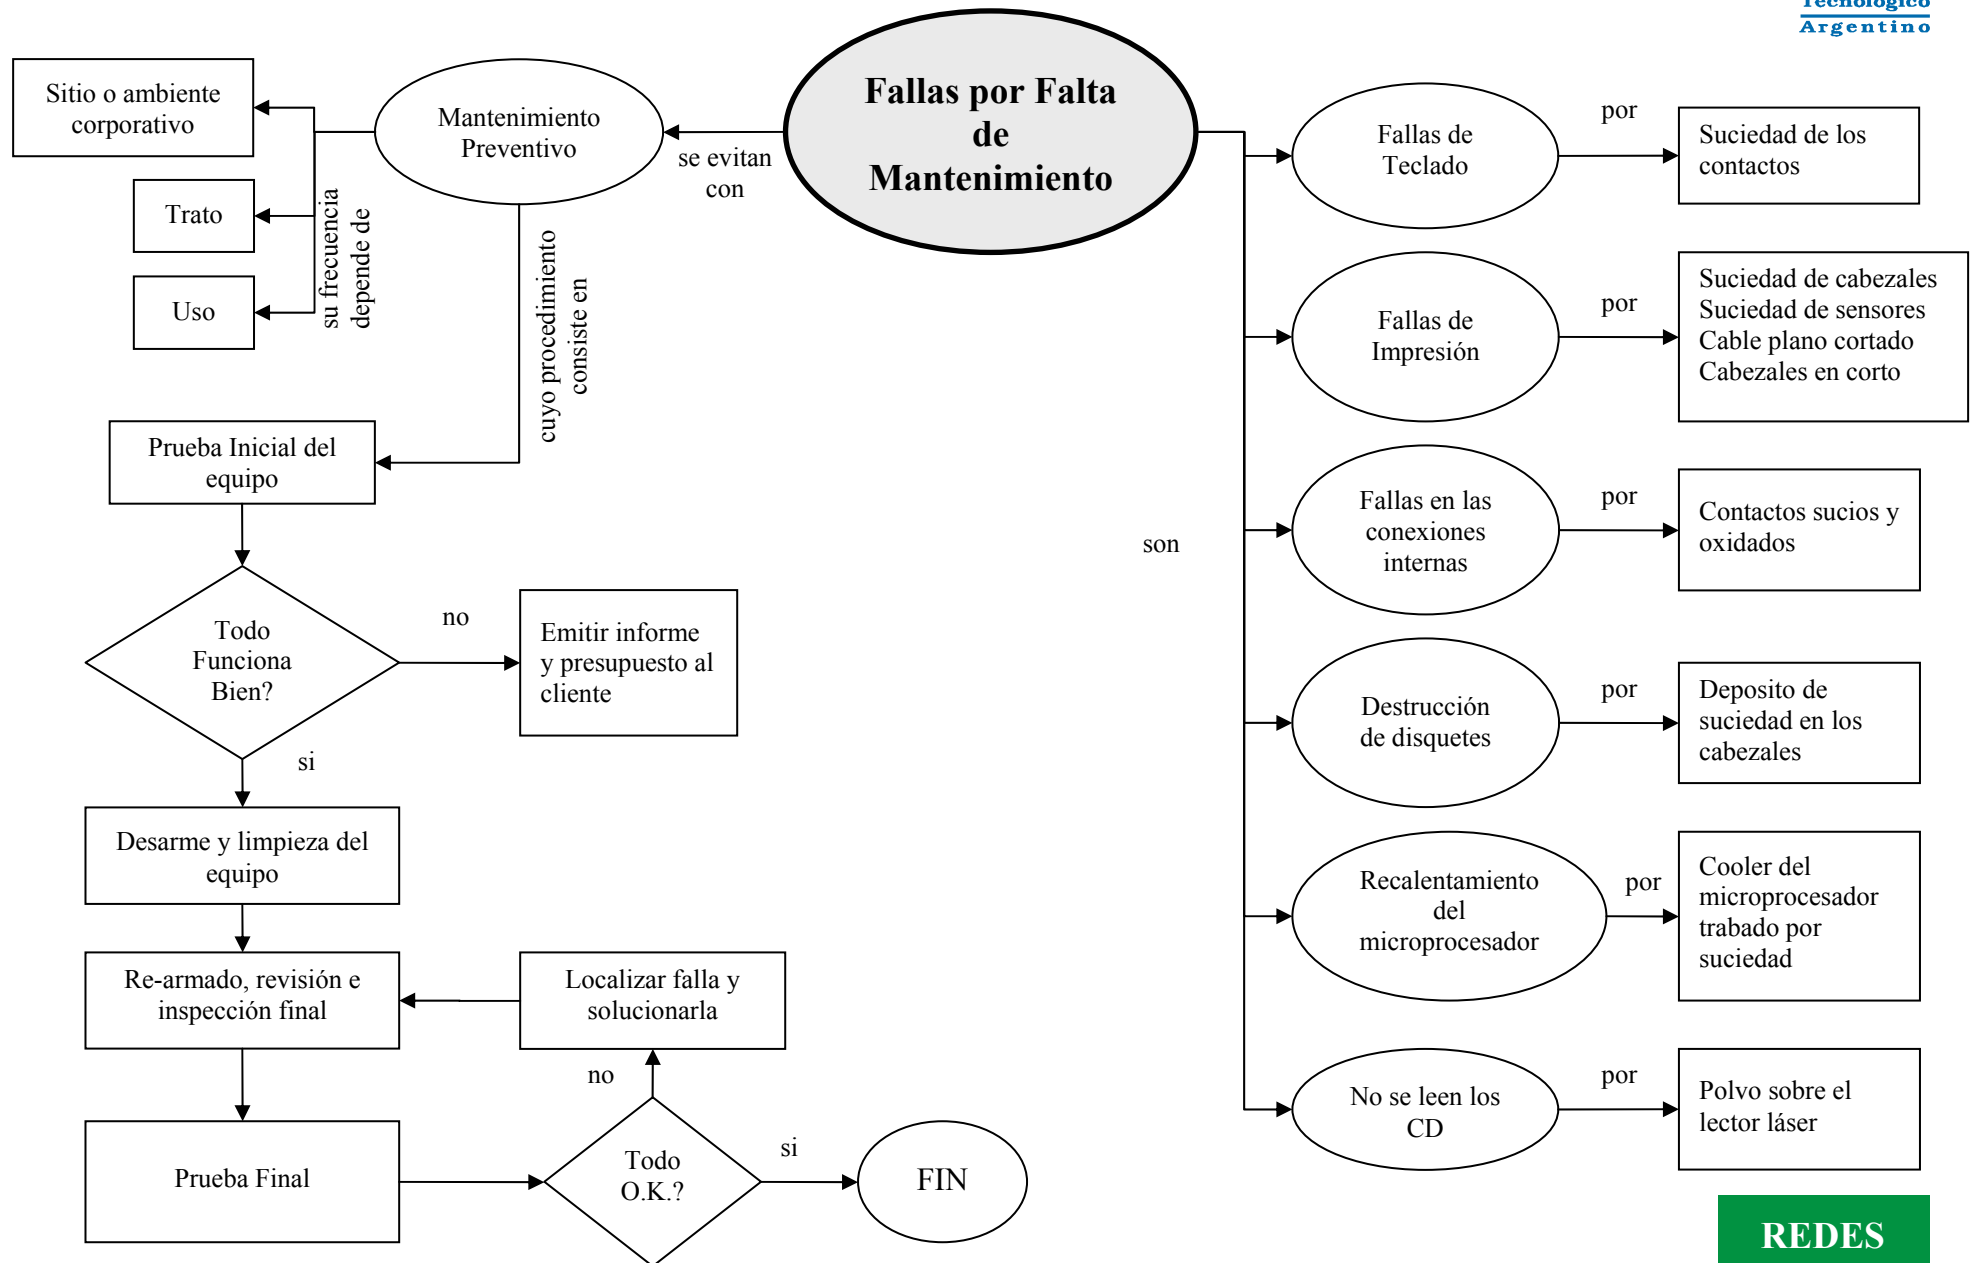 Tecnológico
Argentino
Fallas por Falta
de
Mantenimiento
se evitan
con
Mantenimiento
Preventivo
su frecuencia
depende de
Sitio o ambiente
corporativo
Trato
Uso
cuyo procedimiento
consiste en
Prueba Inicial del
equipo
Todo
Funciona
Bien?
no
Emitir informe
y presupuesto al
cliente
si
Desarme y limpieza del
equipo
Re-armado, revisión e
inspección final
Localizar falla y
solucionarla
no
Prueba Final
Todo
O.K.?
si
FIN
son
Fallas de
Teclado
por
Suciedad de los
contactos
Fallas de
Impresión
por
Suciedad de cabezales
Suciedad de sensores
Cable plano cortado
Cabezales en corto
Fallas en las
conexiones
internas
por
Contactos sucios y
oxidados
Destrucción
de disquetes
por
Deposito de
suciedad en los
cabezales
Recalentamiento
del
microprocesador
por
Cooler del
microprocesador
trabado por
suciedad
No se leen los
CD
por
Polvo sobre el
lector láser
REDES